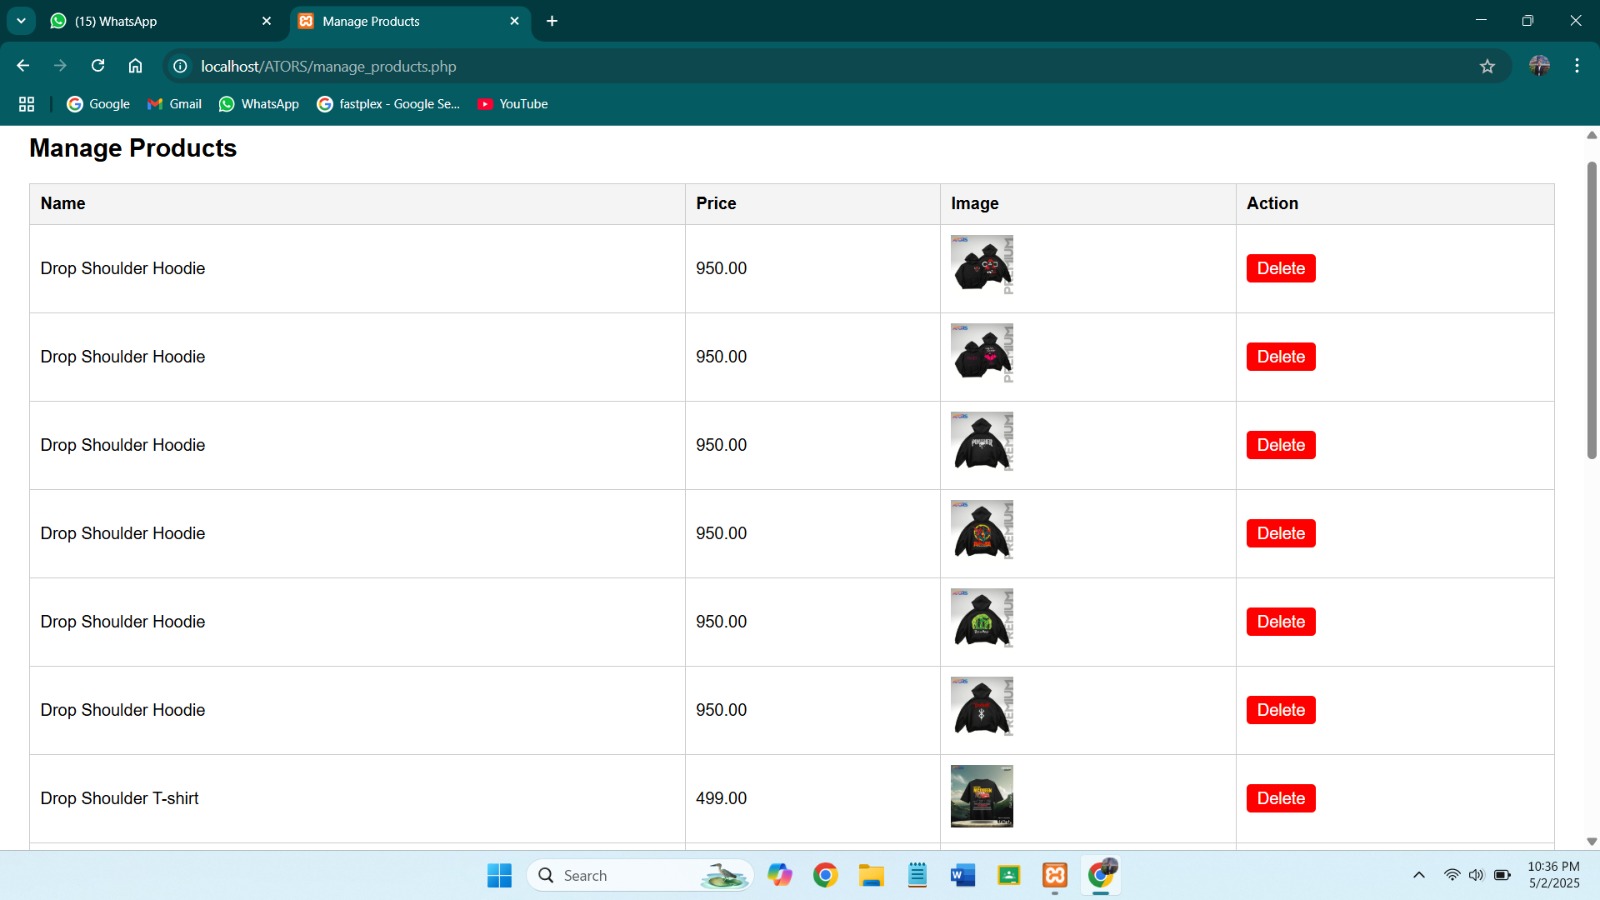 (15) WhatsApp
Manage Products
localhost/ATORS/manage_products.php
Google
Gmail
WhatsApp
fastplex - Google Se...
YouTube
Manage Products
Name Price Image Action
Drop Shoulder Hoodie 950.00 PREMIUM Delete
Drop Shoulder Hoodie 950.00 PREMIUM Delete
Drop Shoulder Hoodie 950.00 PREMIUM Delete
Drop Shoulder Hoodie 950.00 PREMIUM Delete
Drop Shoulder Hoodie 950.00 PREMIUM Delete
Drop Shoulder Hoodie 950.00 PREMIUM Delete
Drop Shoulder T-shirt 499.00 Delete
Search
10:36 PM
5/2/2025